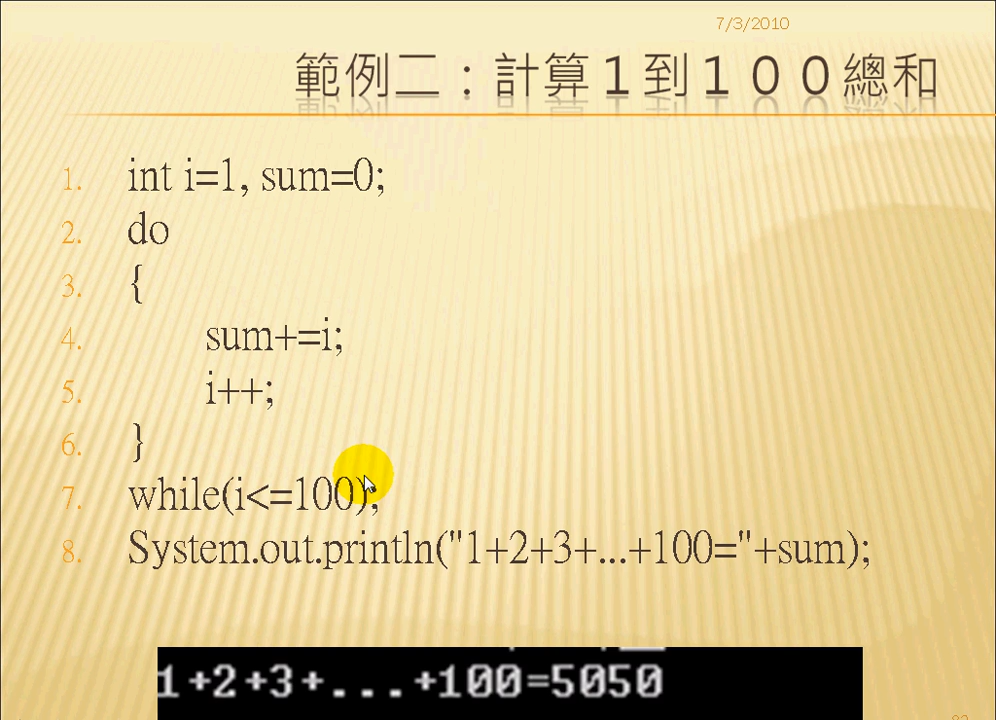 7/3/2010
範例二：計算１到１００總和
1. int i=1, sum=0;
2. do
3. {
4. sum+=i;
5. i++;
6. }
7. while(i<=100);
8. System.out.println("1+2+3+...+100="+sum);
1+2+3+...+100=5050